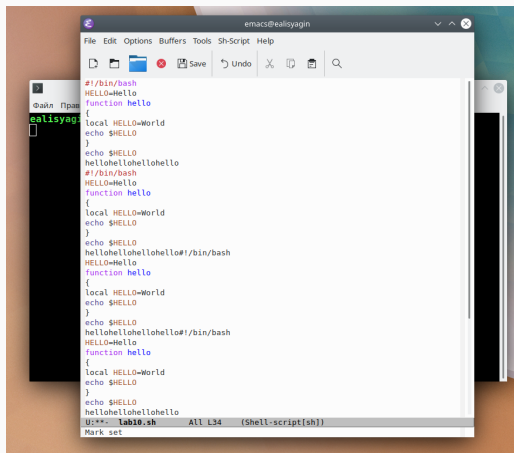 emacs@ealisyagin
File Edit Options Buffers Tools Sh-Script Help
Save Undo
Файл Прав
ealisyagi
#!/bin/bash
HELLO=Hello
function hello
{
local HELLO=World
echo $HELLO
}
echo $HELLO
hellohellohellohello
#!/bin/bash
HELLO=Hello
function hello
{
local HELLO=World
echo $HELLO
}
echo $HELLO
hellohellohellohello#!/bin/bash
HELLO=Hello
function hello
{
local HELLO=World
echo $HELLO
}
echo $HELLO
hellohellohellohello#!/bin/bash
HELLO=Hello
function hello
{
local HELLO=World
echo $HELLO
}
echo $HELLO
hellohellohellohello
U:**- lab10.sh All L34 (Shell-script[sh])
Mark set